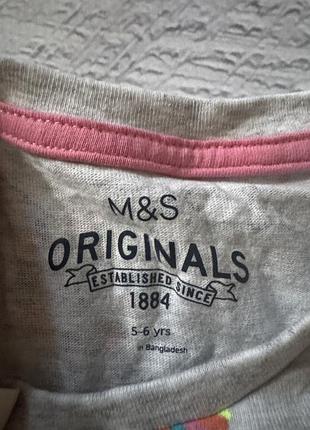 M&S
ORIGINALS
ESTABLISHED SINCE
1884
5-6 yrs
in Bangladesh